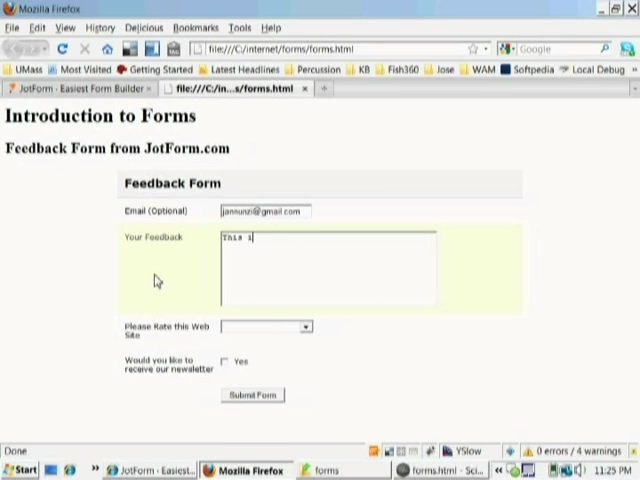 Mozilla Firefox
File Edit View History Delicious Bookmarks Tools Help
file:///C:/internet/forms/forms.html
Google
UMass Most Visited Getting Started Latest Headlines Percussion KB Fish360 Jose WAM Softpedia Local Debug
JotForm · Easiest Form Builder
file:///C:/in...s/forms.html
Introduction to Forms
Feedback Form from JotForm.com
Feedback Form
Email (Optional)
jannunzi@gmail.com
Your Feedback
This i
Please Rate this Web
Site
Would you like to
receive our newsletter
Yes
Submit Form
Done
YSlow
0 errors / 4 warnings
Start
JotForm - Easiest...
Mozilla Firefox
forms
forms.html - Sci...
11:25 PM